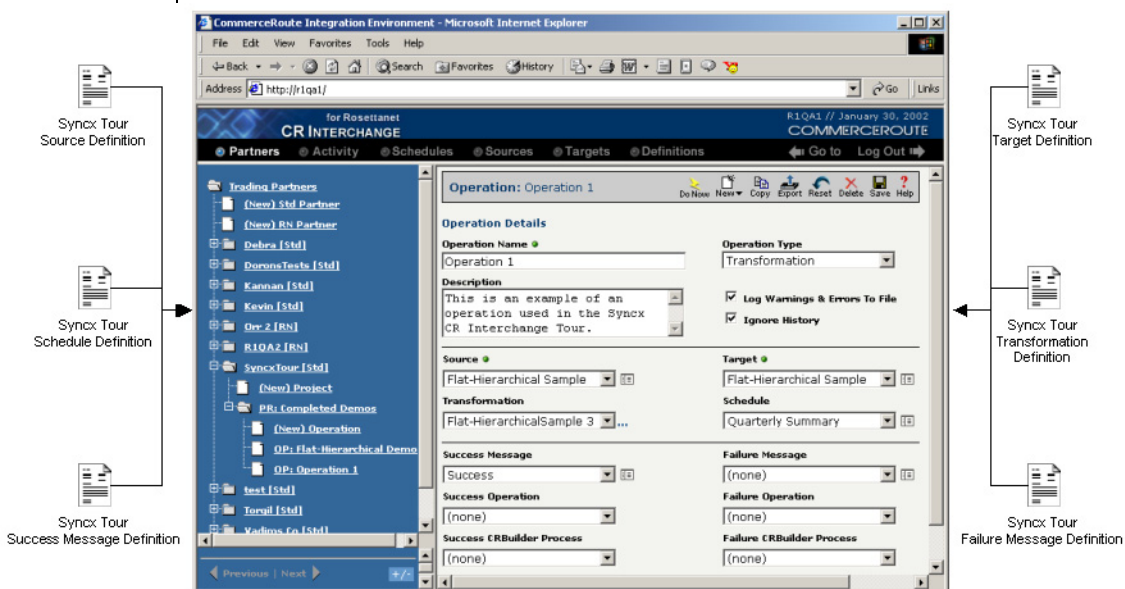 CommerceRoute Integration Environment - Microsoft Internet Explorer
File Edit View Favorites Tools Help
Back Search Favorites History
Address http://r1qa1/ Go Links
for Rosettanet
CR INTERCHANGE
R1QA1 // January 30, 2002
COMMERCEROUTE
Partners Activity Schedules Sources Targets Definitions Go to Log Out
Syncx Tour
Source Definition
Syncx Tour
Schedule Definition
Syncx Tour
Success Message Definition
Trading Partners
(New) Std Partner
(New) RN Partner
Debra [Std]
DoronsTests [Std]
Kannan [Std]
Kevin [Std]
Orr 2 [RN]
R1QA2 [RN]
SyncxTour [Std]
(New) Project
PR: Completed Demos
(New) Operation
OP: Flat-Hierarchical Demo
OP: Operation 1
test [Std]
Torgil [Std]
Vadims Co [Std]
Previous | Next +/-
Operation: Operation 1
Do Now New Copy Export Reset Delete Save Help
Operation Details
Operation Name Operation Type
Operation 1 Transformation
Description
This is an example of an
operation used in the Syncx
CR Interchange Tour.
Log Warnings & Errors To File
Ignore History
Source Target
Flat-Hierarchical Sample Flat-Hierarchical Sample
Transformation Schedule
Flat-HierarchicalSample 3 ... Quarterly Summary
Success Message Failure Message
Success (none)
Success Operation Failure Operation
(none) (none)
Success CRBuilder Process Failure CRBuilder Process
(none) (none)
Syncx Tour
Target Definition
Syncx Tour
Transformation
Definition
Syncx Tour
Failure Message Definition